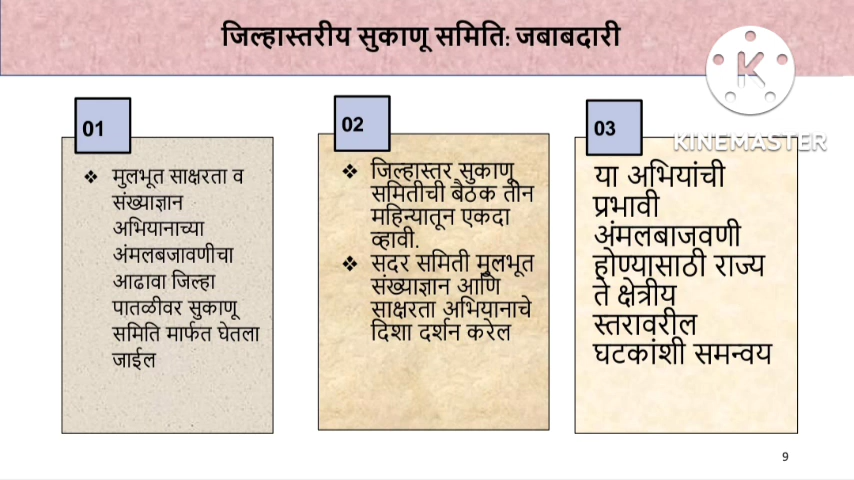 जिल्हास्तरीय सुकाणू समिति: जबाबदारी
KINEMASTER
01
❖ मुलभूत साक्षरता व
संख्याज्ञान
अभियानाच्या
अंमलबजावणीचा
आढावा जिल्हा
पातळीवर सुकाणू
समिति मार्फत घेतला
जाईल
02
❖ जिल्हास्तर सुकाणू
समितीची बैठक तीन
महिन्यातून एकदा
व्हावी.
❖ सदर समिती मुलभूत
संख्याज्ञान आणि
साक्षरता अभियानाचे
दिशा दर्शन करेल
03
या अभियांची
प्रभावी
अंमलबाजवणी
होण्यासाठी राज्य
ते क्षेत्रीय
स्तरावरील
घटकांशी समन्वय
9